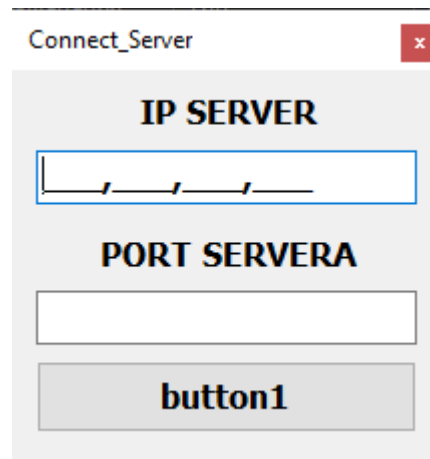 Connect_Server
x
IP SERVER
___,___,___,___
PORT SERVERA
button1